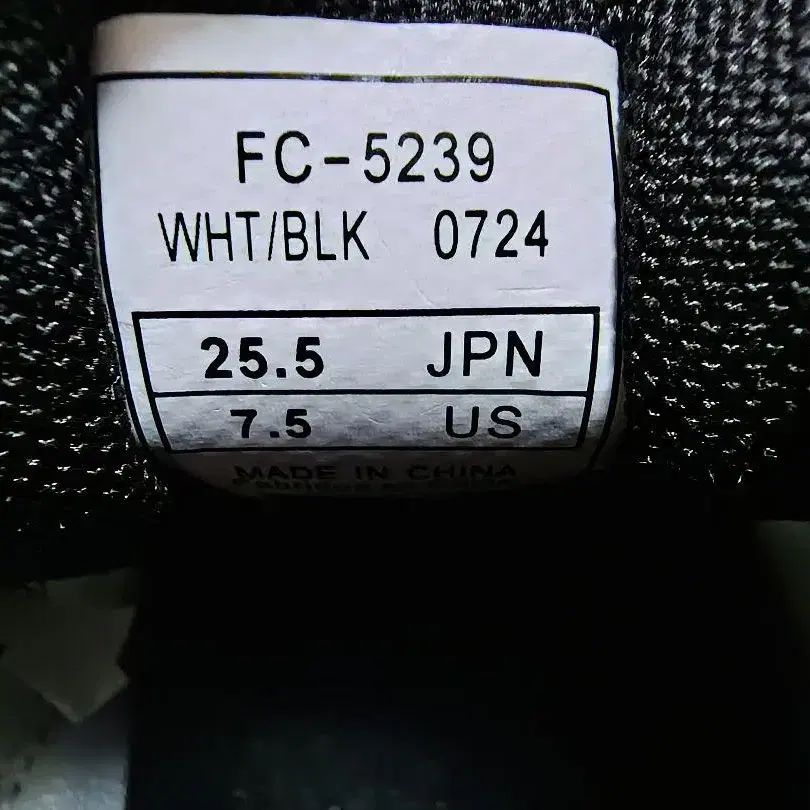 FC-5239
WHT/BLK 0724
25.5 JPN
7.5 US
MADE IN CHINA